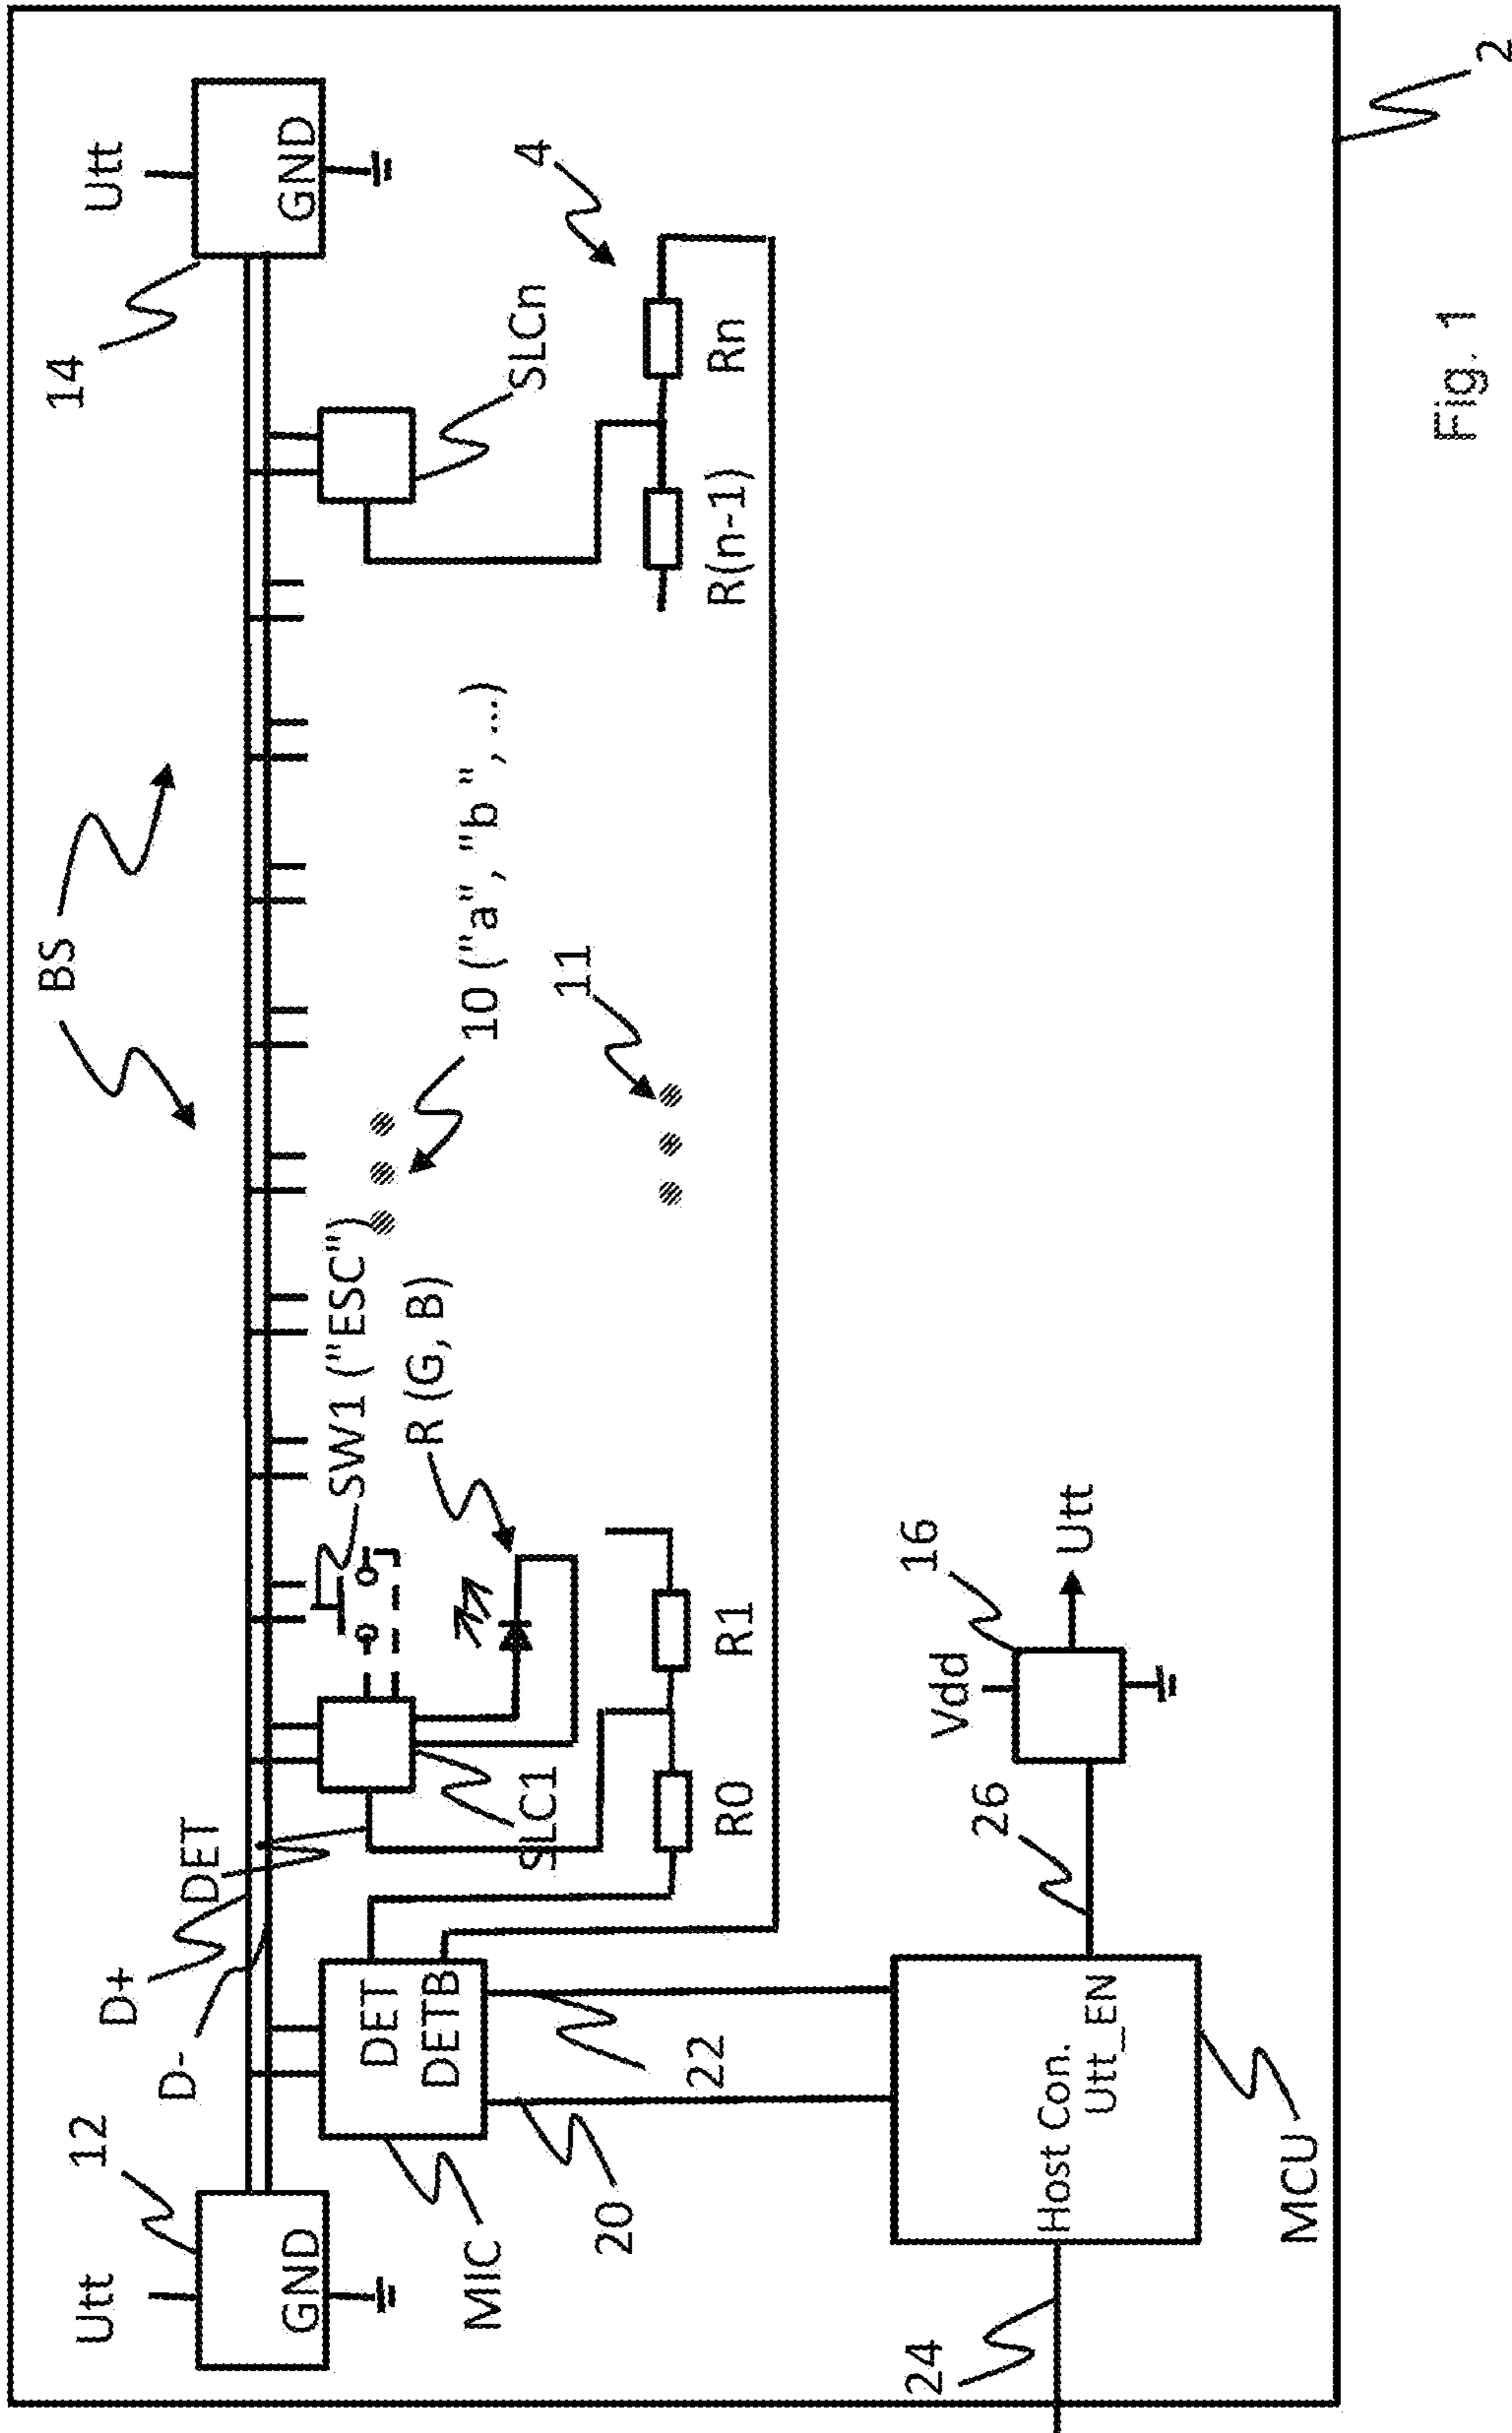 BS
14
Utt
GND
4
SLCn
Rn
R(n-1)
10 ("a", "b", ...)
11
SW1 ("ESC")
R (G, B)
D+
D-
DET
12
Utt
GND
DET
DETB
MIC
SLC1
R0
R1
20
22
Vdd
16
Utt
26
Host Con.
Utt_EN
24
MCU
2
Fig. 1